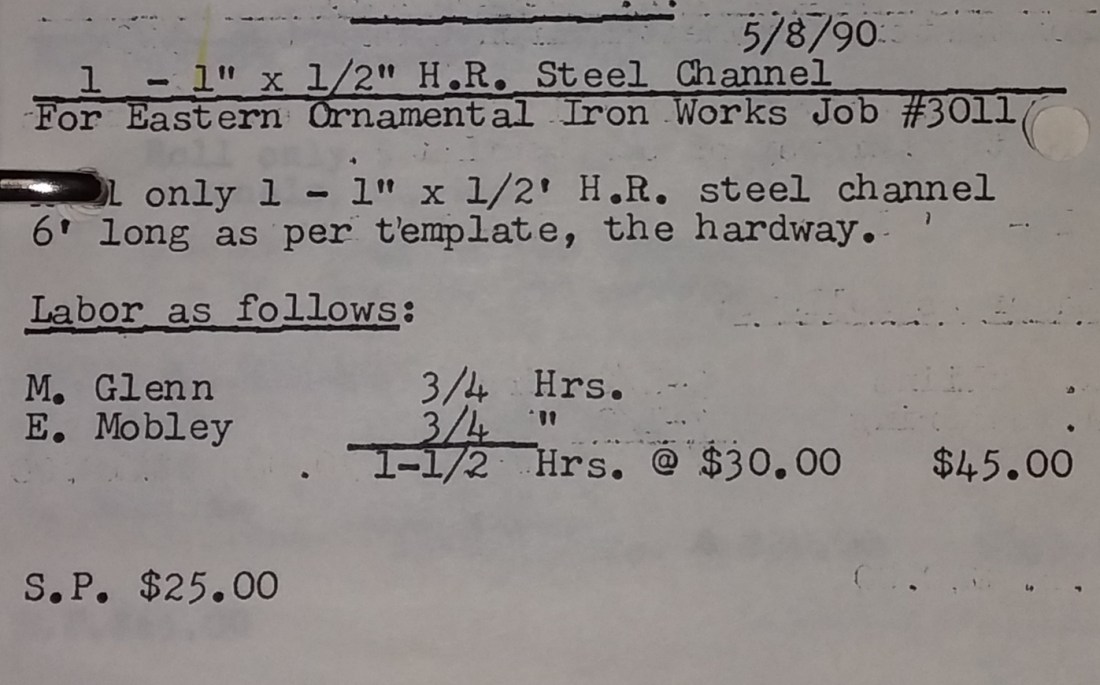 5/8/90
1 - 1" x 1/2" H.R. Steel Channel
For Eastern Ornamental Iron Works Job #3011
only 1 - 1" x 1/2' H.R. steel channel
6' long as per template, the hardway.
Labor as follows:
M. Glenn 3/4 Hrs.
E. Mobley 3/4 "
1-1/2 Hrs. @ $30.00 $45.00
S.P. $25.00